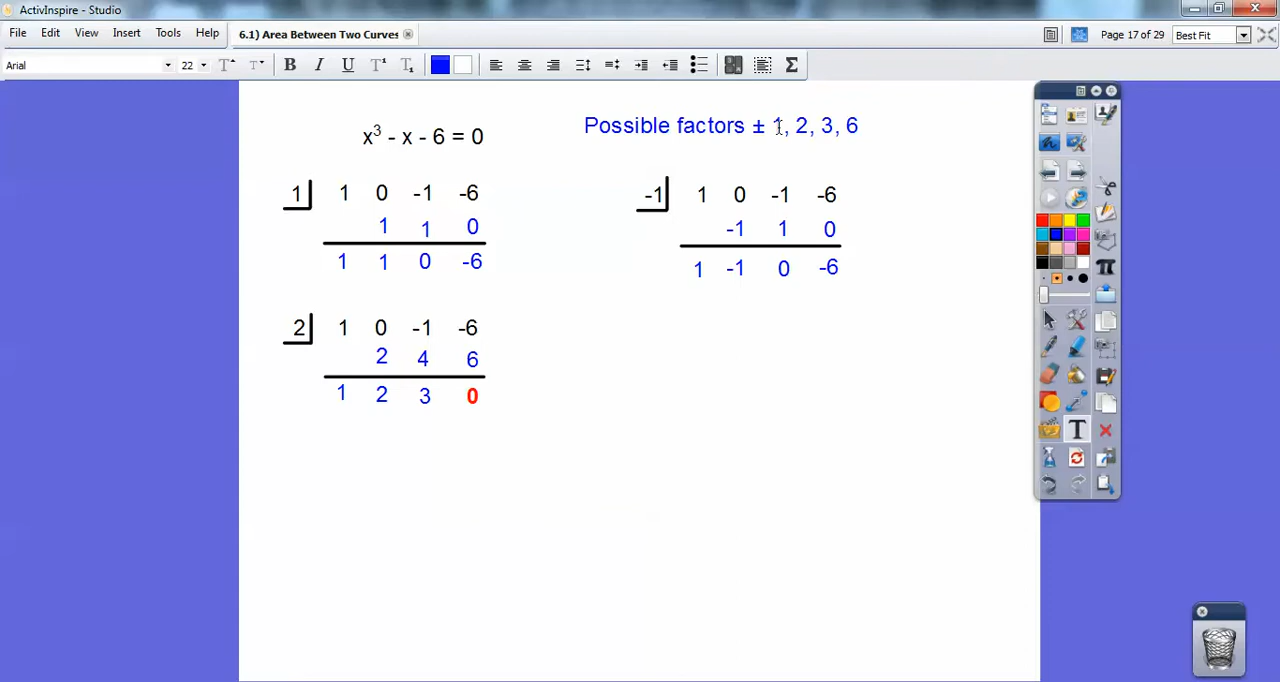 ActivInspire - Studio
File Edit View Insert Tools Help
6.1) Area Between Two Curves
Page 17 of 29 Best Fit
Arial 22 T T B I U T¹ T₁ Σ
x³ - x - 6 = 0
Possible factors ± 1, 2, 3, 6
1 1 0 -1 -6
1 1 0
1 1 0 -6
-1 1 0 -1 -6
-1 1 0
1 -1 0 -6
2 1 0 -1 -6
2 4 6
1 2 3 0
π
T